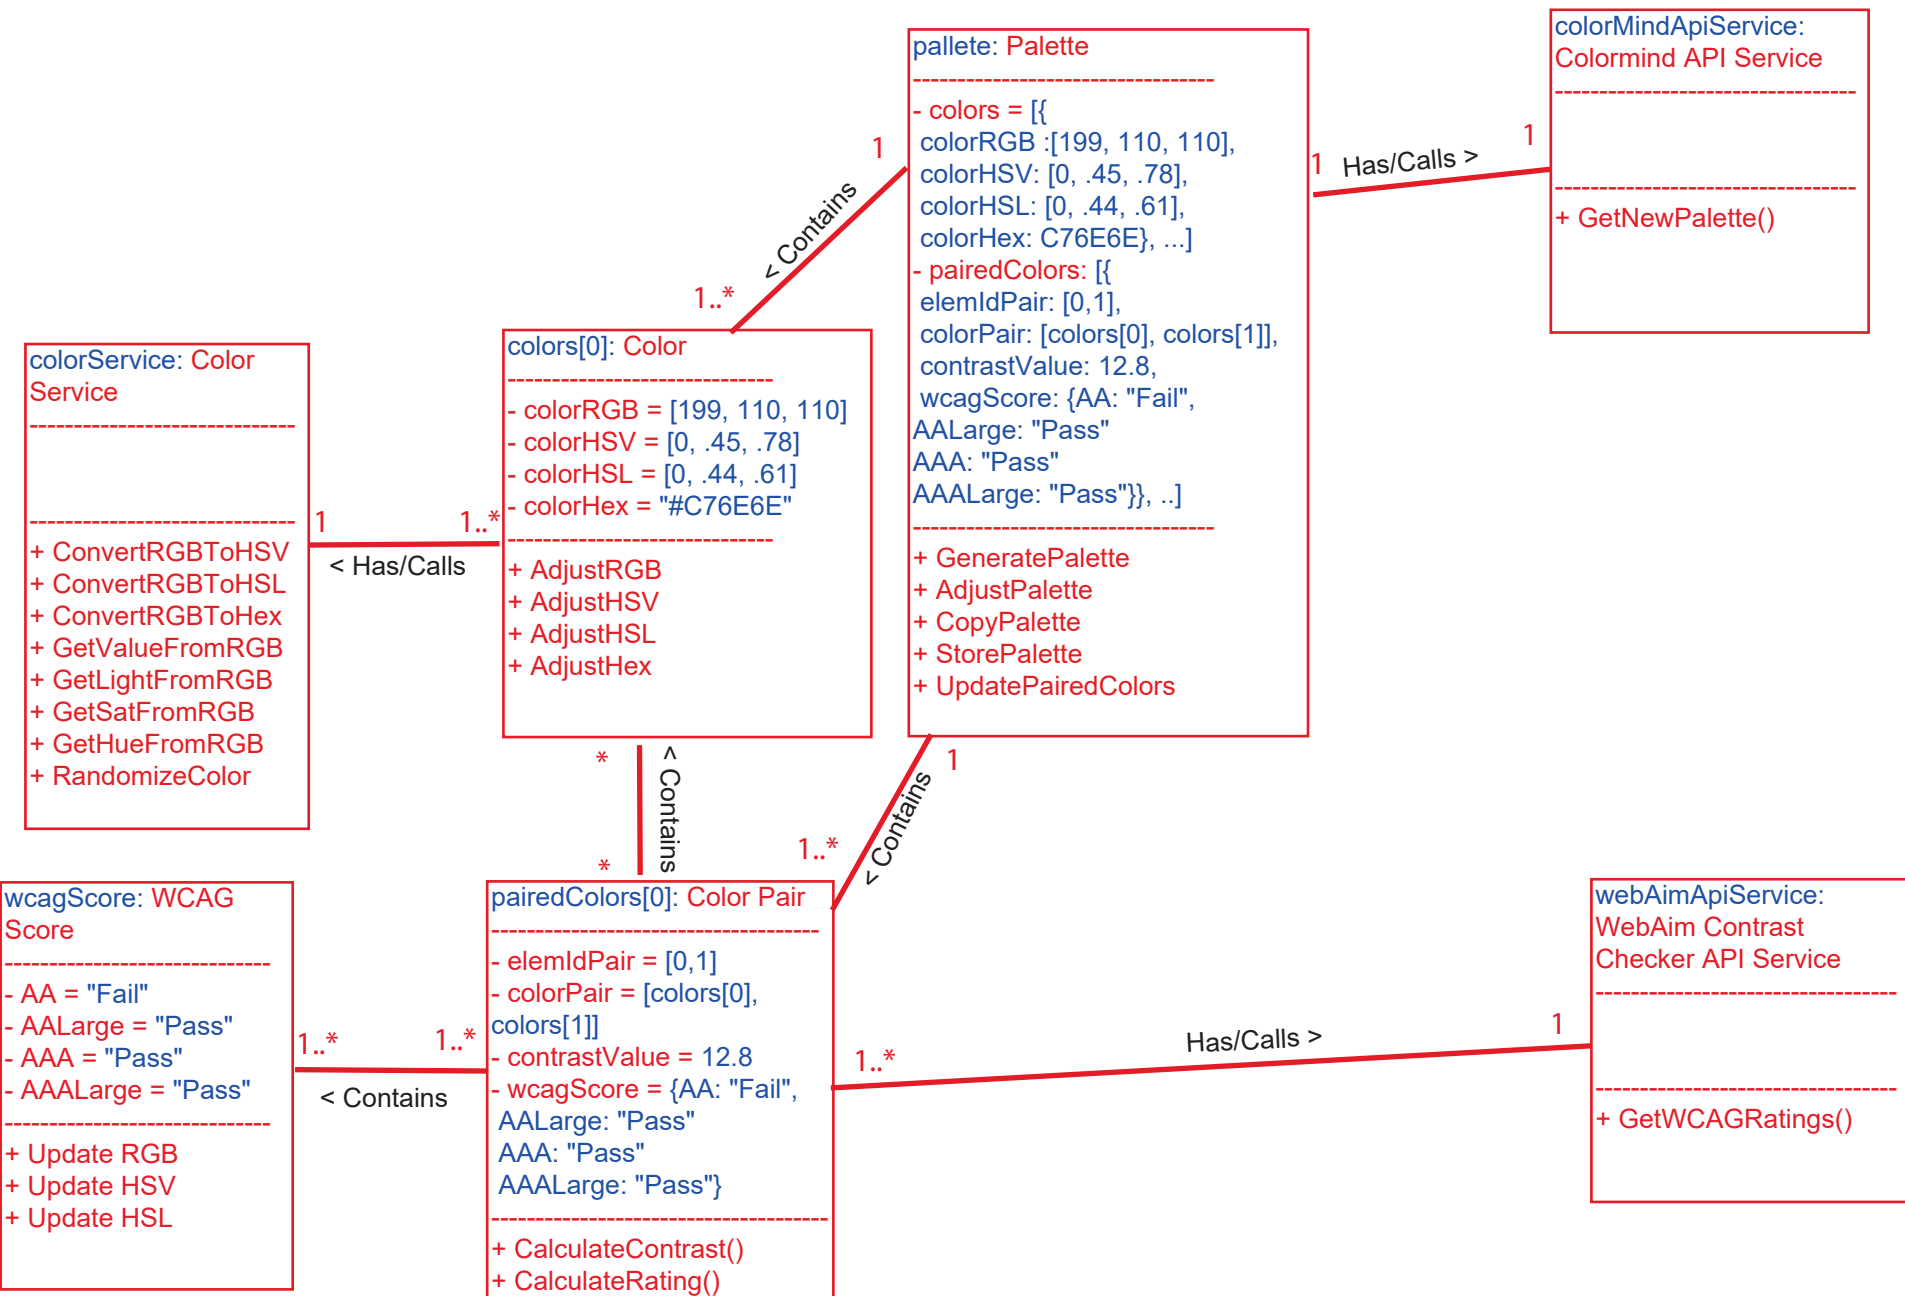 pallete: Palette
----------------------------------
- colors = [{
colorRGB :[199, 110, 110],
colorHSV: [0, .45, .78],
colorHSL: [0, .44, .61],
colorHex: C76E6E}, ...]
- pairedColors: [{
elemIdPair: [0,1],
colorPair: [colors[0], colors[1]],
contrastValue: 12.8,
wcagScore: {AA: "Fail",
AALarge: "Pass"
AAA: "Pass"
AAALarge: "Pass"}}, ..]
----------------------------------
+ GeneratePalette
+ AdjustPalette
+ CopyPalette
+ StorePalette
+ UpdatePairedColors
colorMindApiService:
Colormind API Service
----------------------------------
----------------------------------
+ GetNewPalette()
1
Has/Calls >
1
1
< Contains
1..*
colors[0]: Color
------------------------------
- colorRGB = [199, 110, 110]
- colorHSV = [0, .45, .78]
- colorHSL = [0, .44, .61]
- colorHex = "#C76E6E"
------------------------------
+ AdjustRGB
+ AdjustHSV
+ AdjustHSL
+ AdjustHex
colorService: Color
Service
------------------------------
------------------------------
+ ConvertRGBToHSV
+ ConvertRGBToHSL
+ ConvertRGBToHex
+ GetValueFromRGB
+ GetLightFromRGB
+ GetSatFromRGB
+ GetHueFromRGB
+ RandomizeColor
1
1..*
< Has/Calls
*
< Contains
*
1
< Contains
1..*
wcagScore: WCAG
Score
------------------------------
- AA = "Fail"
- AALarge = "Pass"
- AAA = "Pass"
- AAALarge = "Pass"
------------------------------
+ Update RGB
+ Update HSV
+ Update HSL
1..*
1..*
< Contains
pairedColors[0]: Color Pair
-------------------------------------
- elemIdPair = [0,1]
- colorPair = [colors[0],
colors[1]]
- contrastValue = 12.8
- wcagScore = {AA: "Fail",
AALarge: "Pass"
AAA: "Pass"
AAALarge: "Pass"}
--------------------------------------
+ CalculateContrast()
+ CalculateRating()
1..*
Has/Calls >
1
webAimApiService:
WebAim Contrast
Checker API Service
----------------------------------
----------------------------------
+ GetWCAGRatings()